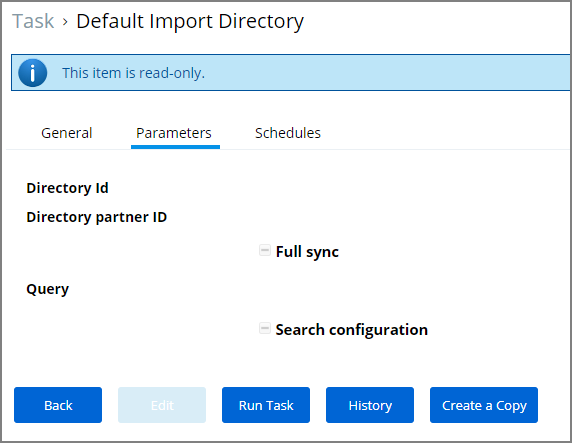 Task › Default Import Directory
This item is read-only.
General Parameters Schedules
Directory Id
Directory partner ID
Full sync
Query
Search configuration
Back Edit Run Task History Create a Copy